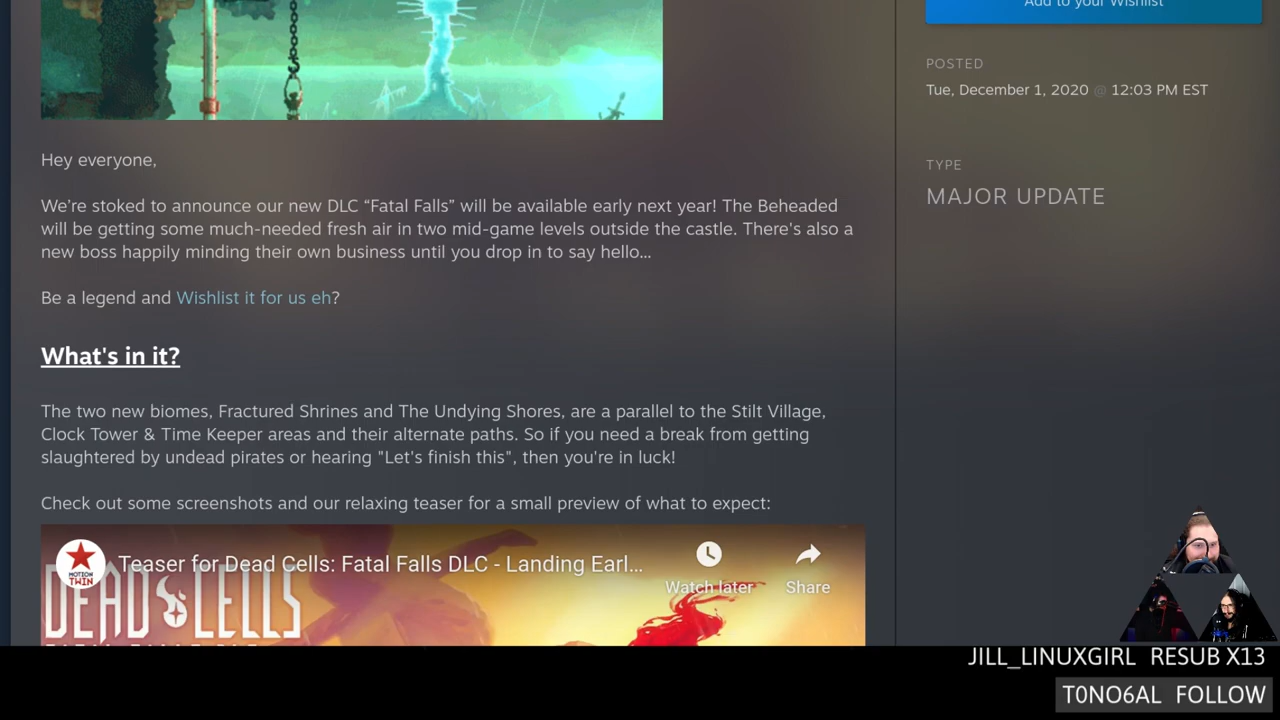 Add to your Wishlist
POSTED
Tue, December 1, 2020 @ 12:03 PM EST
TYPE
MAJOR UPDATE
Hey everyone,
We're stoked to announce our new DLC “Fatal Falls” will be available early next year! The Beheaded
will be getting some much-needed fresh air in two mid-game levels outside the castle. There's also a
new boss happily minding their own business until you drop in to say hello...
Be a legend and Wishlist it for us eh?
What's in it?
The two new biomes, Fractured Shrines and The Undying Shores, are a parallel to the Stilt Village,
Clock Tower & Time Keeper areas and their alternate paths. So if you need a break from getting
slaughtered by undead pirates or hearing "Let's finish this", then you're in luck!
Check out some screenshots and our relaxing teaser for a small preview of what to expect:
MOTION
TWIN
Teaser for Dead Cells: Fatal Falls DLC - Landing Earl...
Watch later
Share
DEAD CELLS
JILL_LINUXGIRL RESUB X13
T0NO6AL FOLLOW